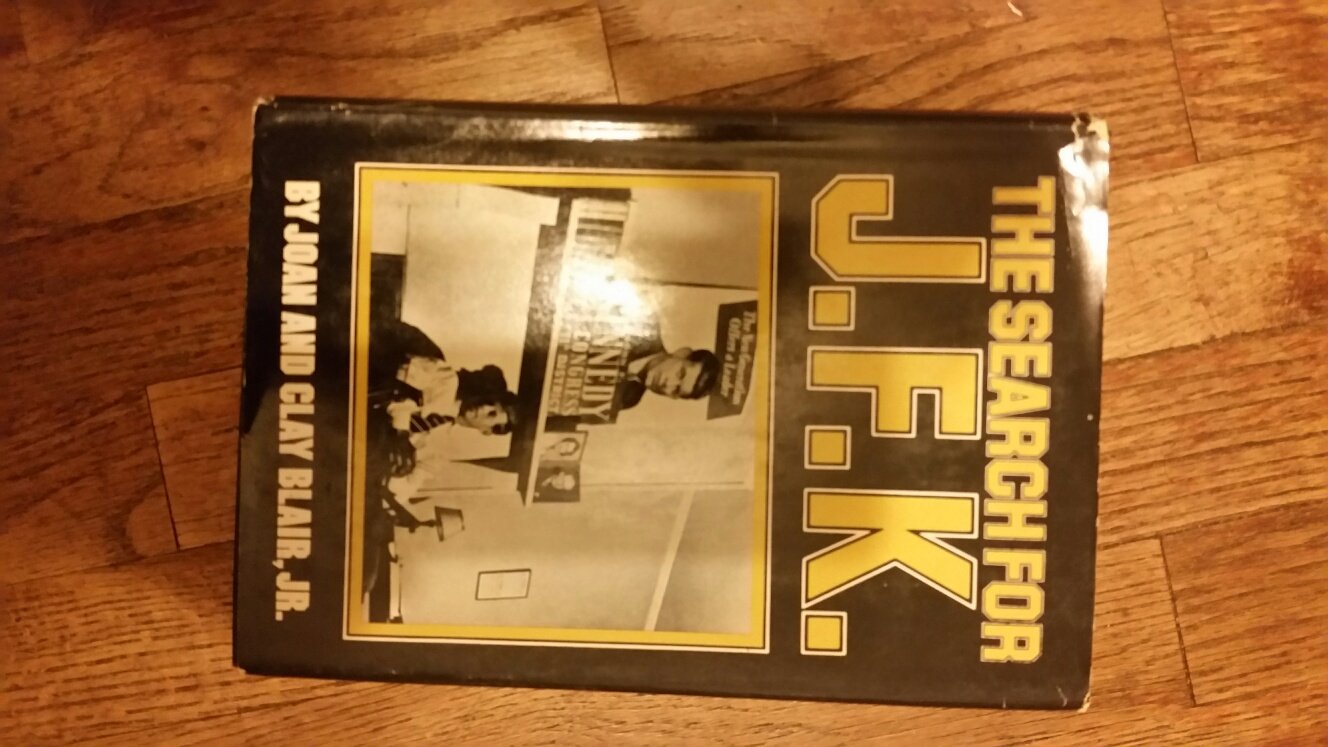 THE SEARCH FOR
J.F.K.
The New Generation
Offers a Leader
KENNEDY
CONGRESS
BY JOAN AND CLAY BLAIR, JR.